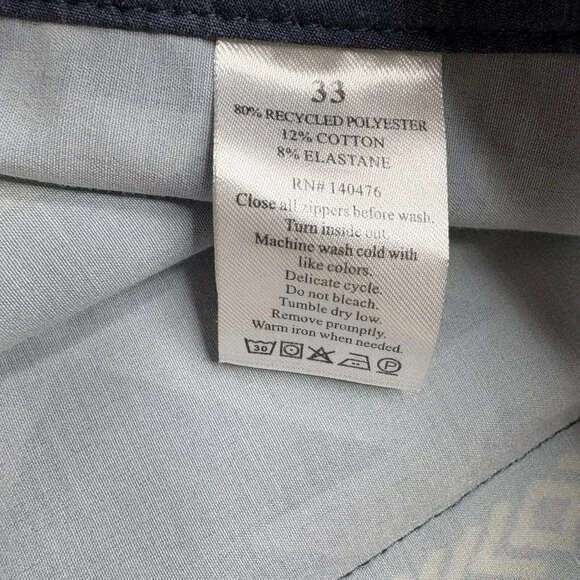 33
80% RECYCLED POLYESTER
12% COTTON
8% ELASTANE
RN# 140476
Close all zippers before wash.
Turn inside out.
Machine wash cold with
like colors.
Delicate cycle.
Do not bleach.
Tumble dry low.
Remove promptly.
Warm iron when needed.
30 P